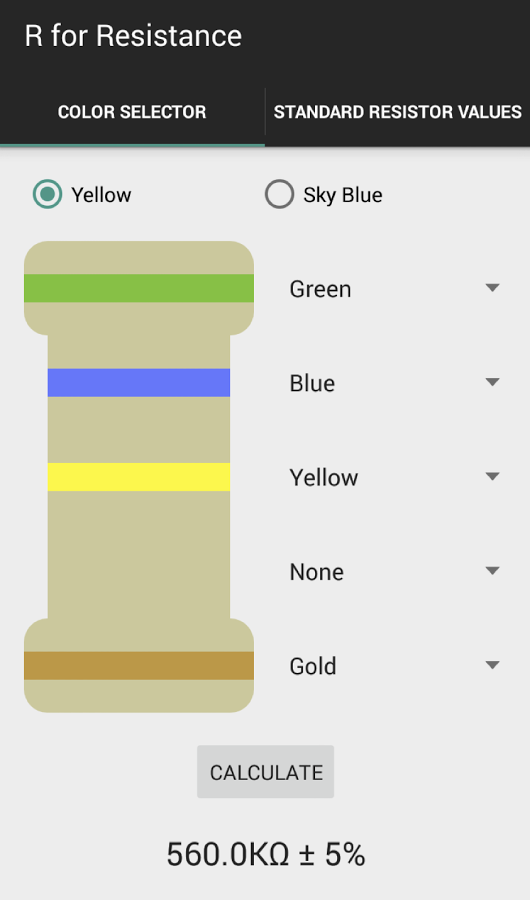 R for Resistance
COLOR SELECTOR STANDARD RESISTOR VALUES
Yellow Sky Blue
Green
Blue
Yellow
None
Gold
CALCULATE
560.0KΩ ± 5%